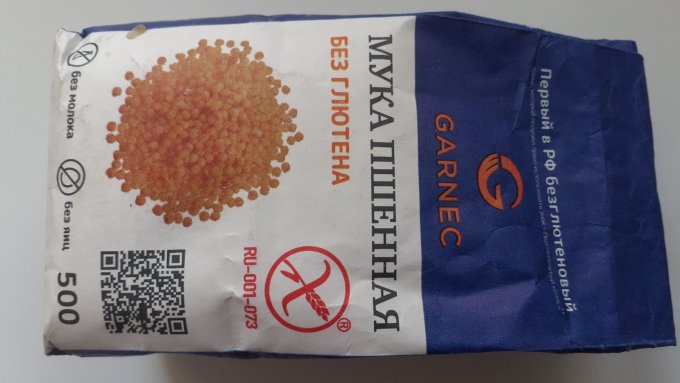 Первый в РФ безглютеновый
GARNEC
МУКА ПШЕННАЯ
БЕЗ ГЛЮТЕНА
®
RU-001-073
без молока
без яиц
500